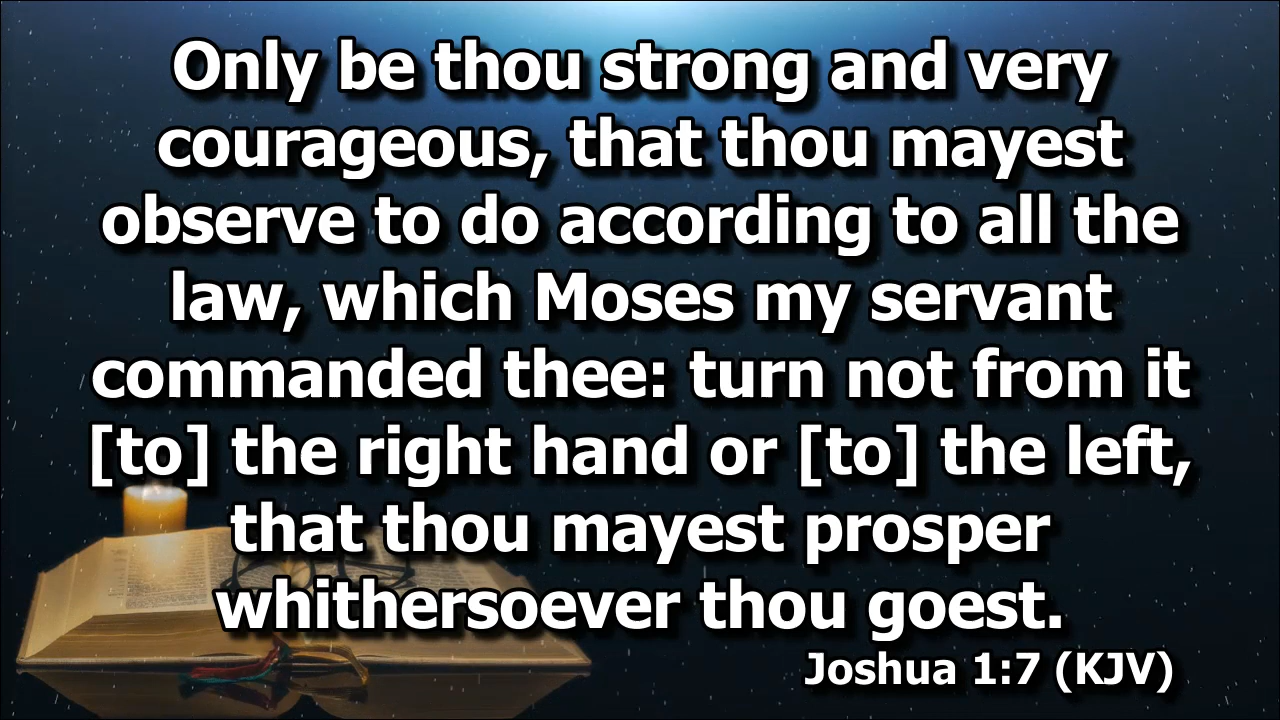 Only be thou strong and very
courageous, that thou mayest
observe to do according to all the
law, which Moses my servant
commanded thee: turn not from it
[to] the right hand or [to] the left,
that thou mayest prosper
whithersoever thou goest.
Joshua 1:7 (KJV)